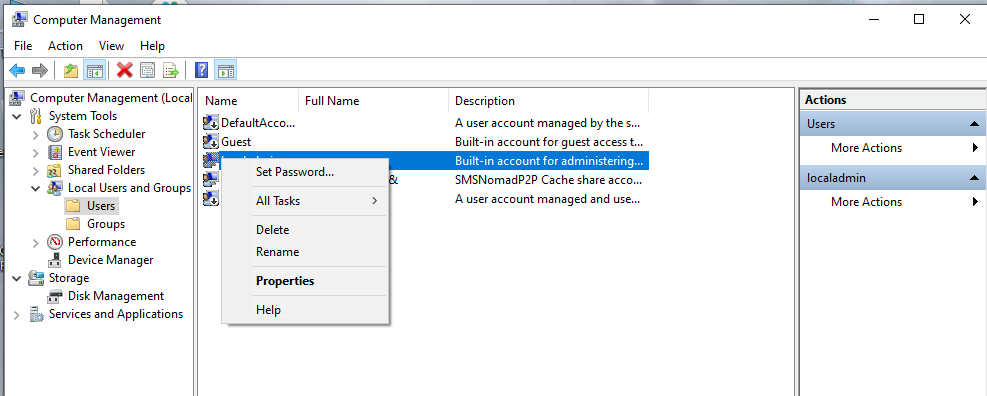 Computer Management
File Action View Help
Computer Management (Local
System Tools
Task Scheduler
Event Viewer
Shared Folders
Local Users and Groups
Users
Groups
Performance
Device Manager
Storage
Disk Management
Services and Applications
Name Full Name Description
DefaultAcco... A user account managed by the s...
Guest Built-in account for guest access t...
Built-in account for administering...
& SMSNomadP2P Cache share acco...
A user account managed and use...
Set Password...
All Tasks
Delete
Rename
Properties
Help
Actions
Users
More Actions
localadmin
More Actions